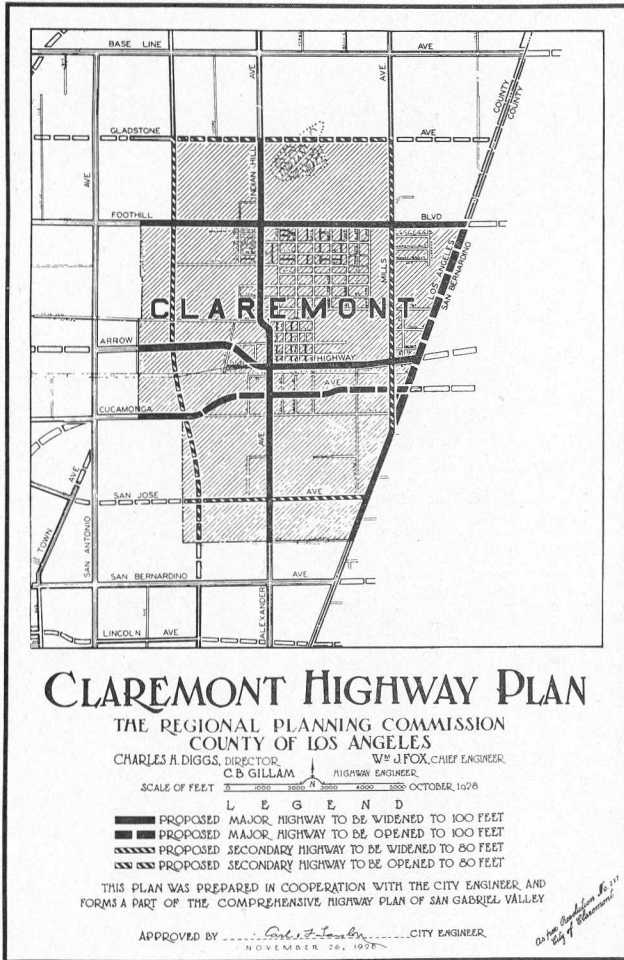 BASE LINE AVE
AVE
AVE
COUNTY
COUNTY
GLADSTONE AVE
INDIAN HILL
AVE
FOOTHILL BLVD
MILLS
LOS ANGELES
SAN BERNARDINO
CLAREMONT
ARROW HIGHWAY
AVE
CUCAMONGA
AVE
AVE
SAN JOSE AVE
TOWN
SAN ANTONIO
SAN BERNARDINO AVE
ALEXANDER
LINCOLN AVE
CLAREMONT HIGHWAY PLAN
THE REGIONAL PLANNING COMMISSION
COUNTY OF LOS ANGELES
CHARLES H. DIGGS, DIRECTOR Wm J. FOX, CHIEF ENGINEER
C.B. GILLAM HIGHWAY ENGINEER
N
SCALE OF FEET 0 1000 2000 3000 4000 5000 OCTOBER 1928
LEGEND
PROPOSED MAJOR HIGHWAY TO BE WIDENED TO 100 FEET
PROPOSED MAJOR HIGHWAY TO BE OPENED TO 100 FEET
PROPOSED SECONDARY HIGHWAY TO BE WIDENED TO 80 FEET
PROPOSED SECONDARY HIGHWAY TO BE OPENED TO 80 FEET
THIS PLAN WAS PREPARED IN COOPERATION WITH THE CITY ENGINEER AND
FORMS A PART OF THE COMPREHENSIVE HIGHWAY PLAN OF SAN GABRIEL VALLEY
APPROVED BY CITY ENGINEER
NOVEMBER 26, 1928
as per Resolution No
City of Claremont